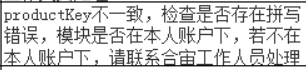 productKey不一致，检查是否存在拼写
错误，模块是否在本人账户下，若不在
本人账户下，请联系合宙工作人员处理